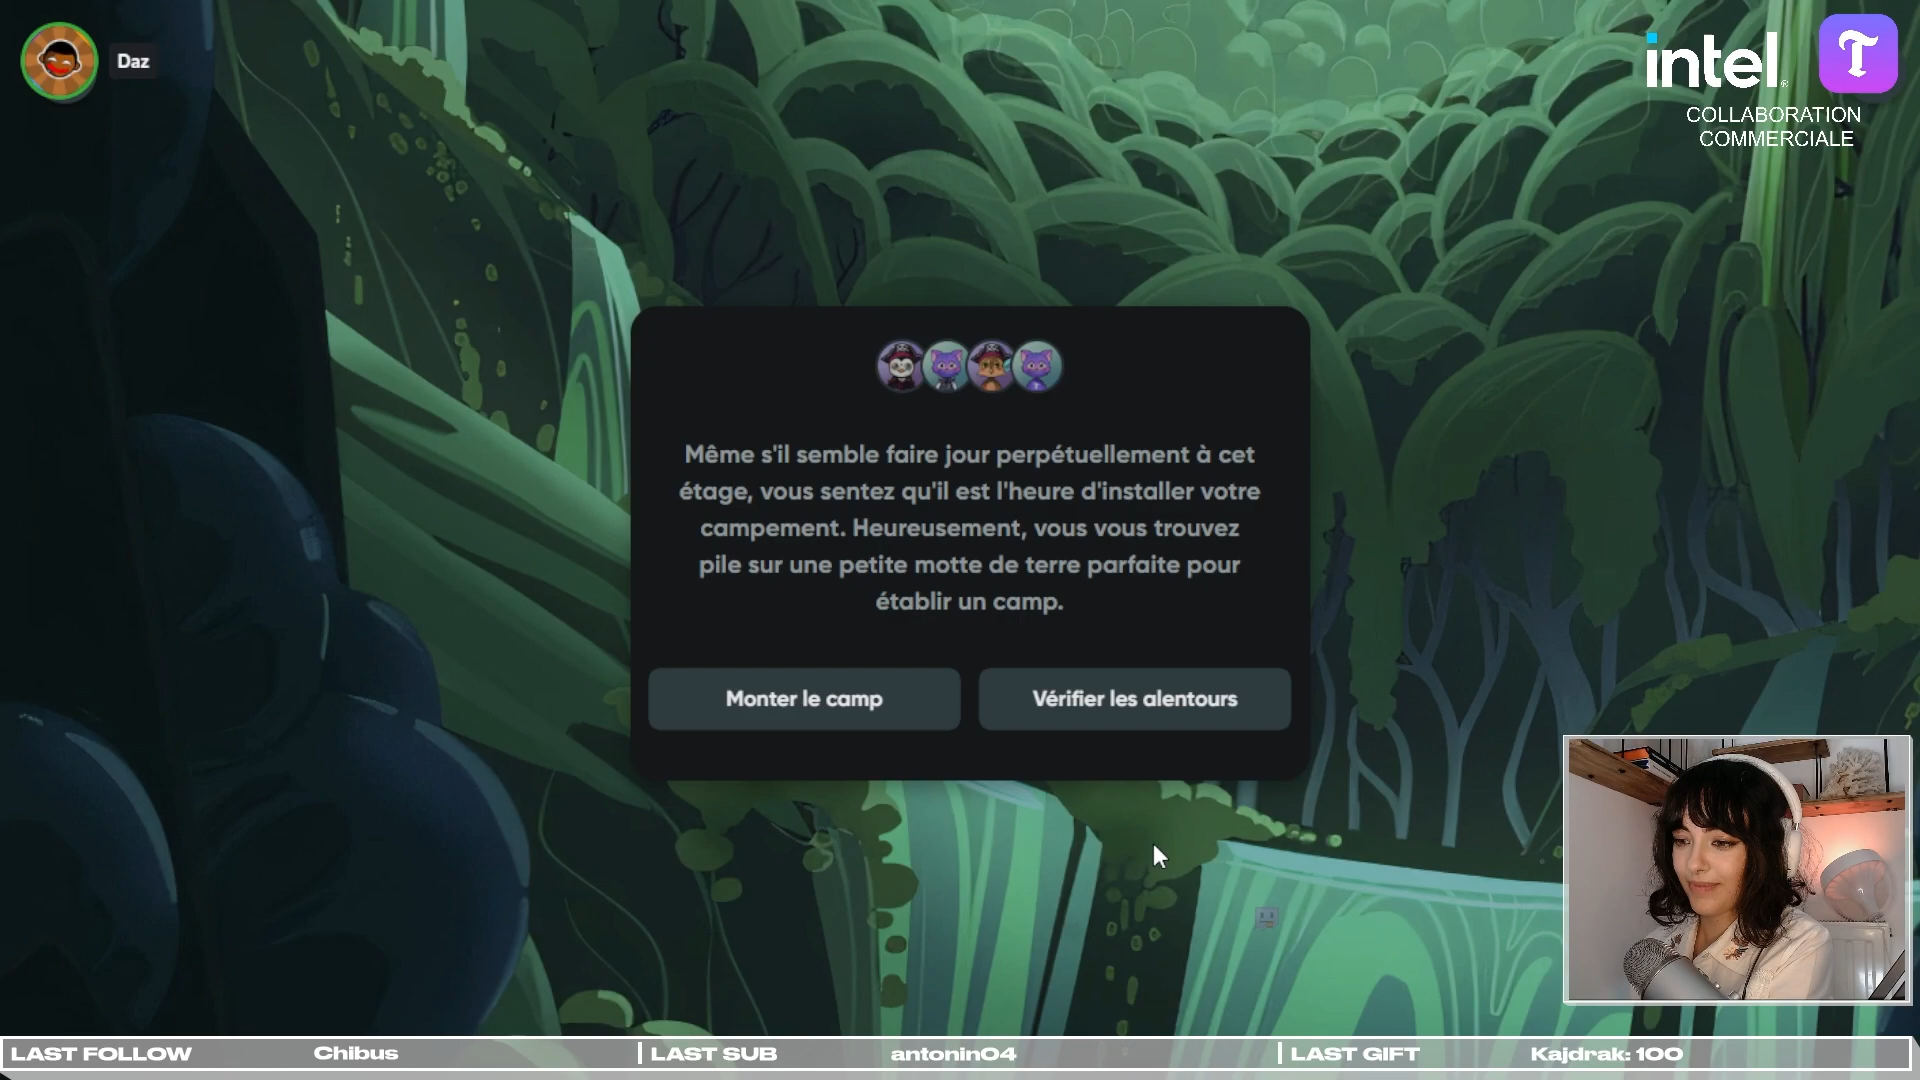 Daz
intel
T
COLLABORATION
COMMERCIALE
Même s'il semble faire jour perpétuellement à cet
étage, vous sentez qu'il est l'heure d'installer votre
campement. Heureusement, vous vous trouvez
pile sur une petite motte de terre parfaite pour
établir un camp.
Monter le camp
Vérifier les alentours
LAST FOLLOW Chibus
LAST SUB antonin04
LAST GIFT Kajdrak: 100